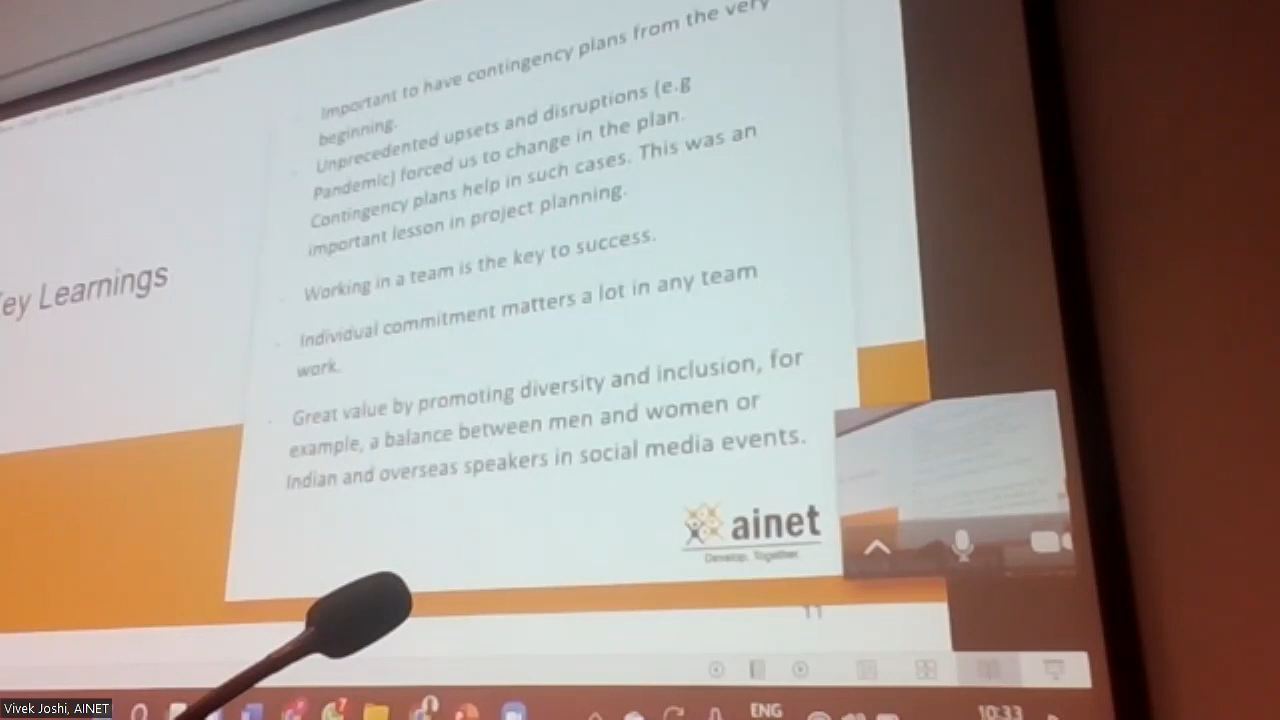 Important to have contingency plans from the very
beginning.
Unprecedented upsets and disruptions (e.g
Pandemic) forced us to change in the plan.
Contingency plans help in such cases. This was an
important lesson in project planning.
Working in a team is the key to success.
ey Learnings
Individual commitment matters a lot in any team
work.
Great value by promoting diversity and inclusion, for
example, a balance between men and women or
Indian and overseas speakers in social media events.
ainet
Develop. Together.
11
Vivek Joshi, AINET
ENG
10:33